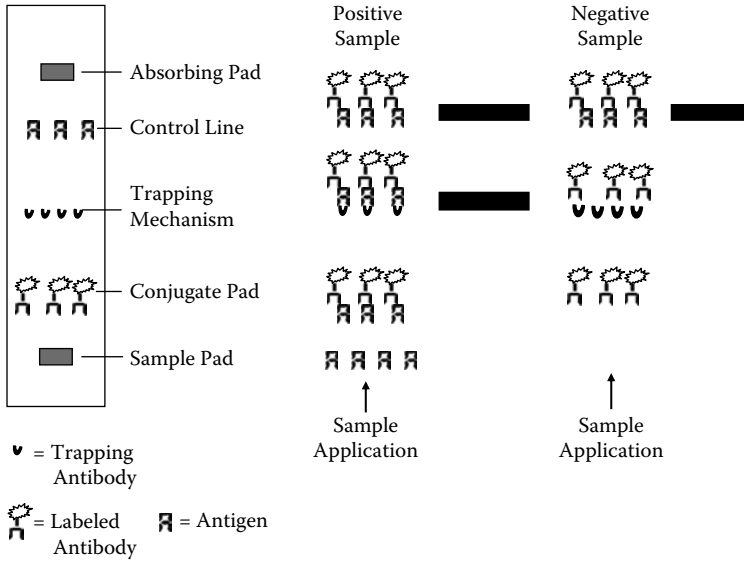 Positive
Sample
Negative
Sample
Absorbing Pad
Control Line
Trapping
Mechanism
Conjugate Pad
Sample Pad
Sample
Application
Sample
Application
= Trapping
Antibody
= Labeled
Antibody
= Antigen